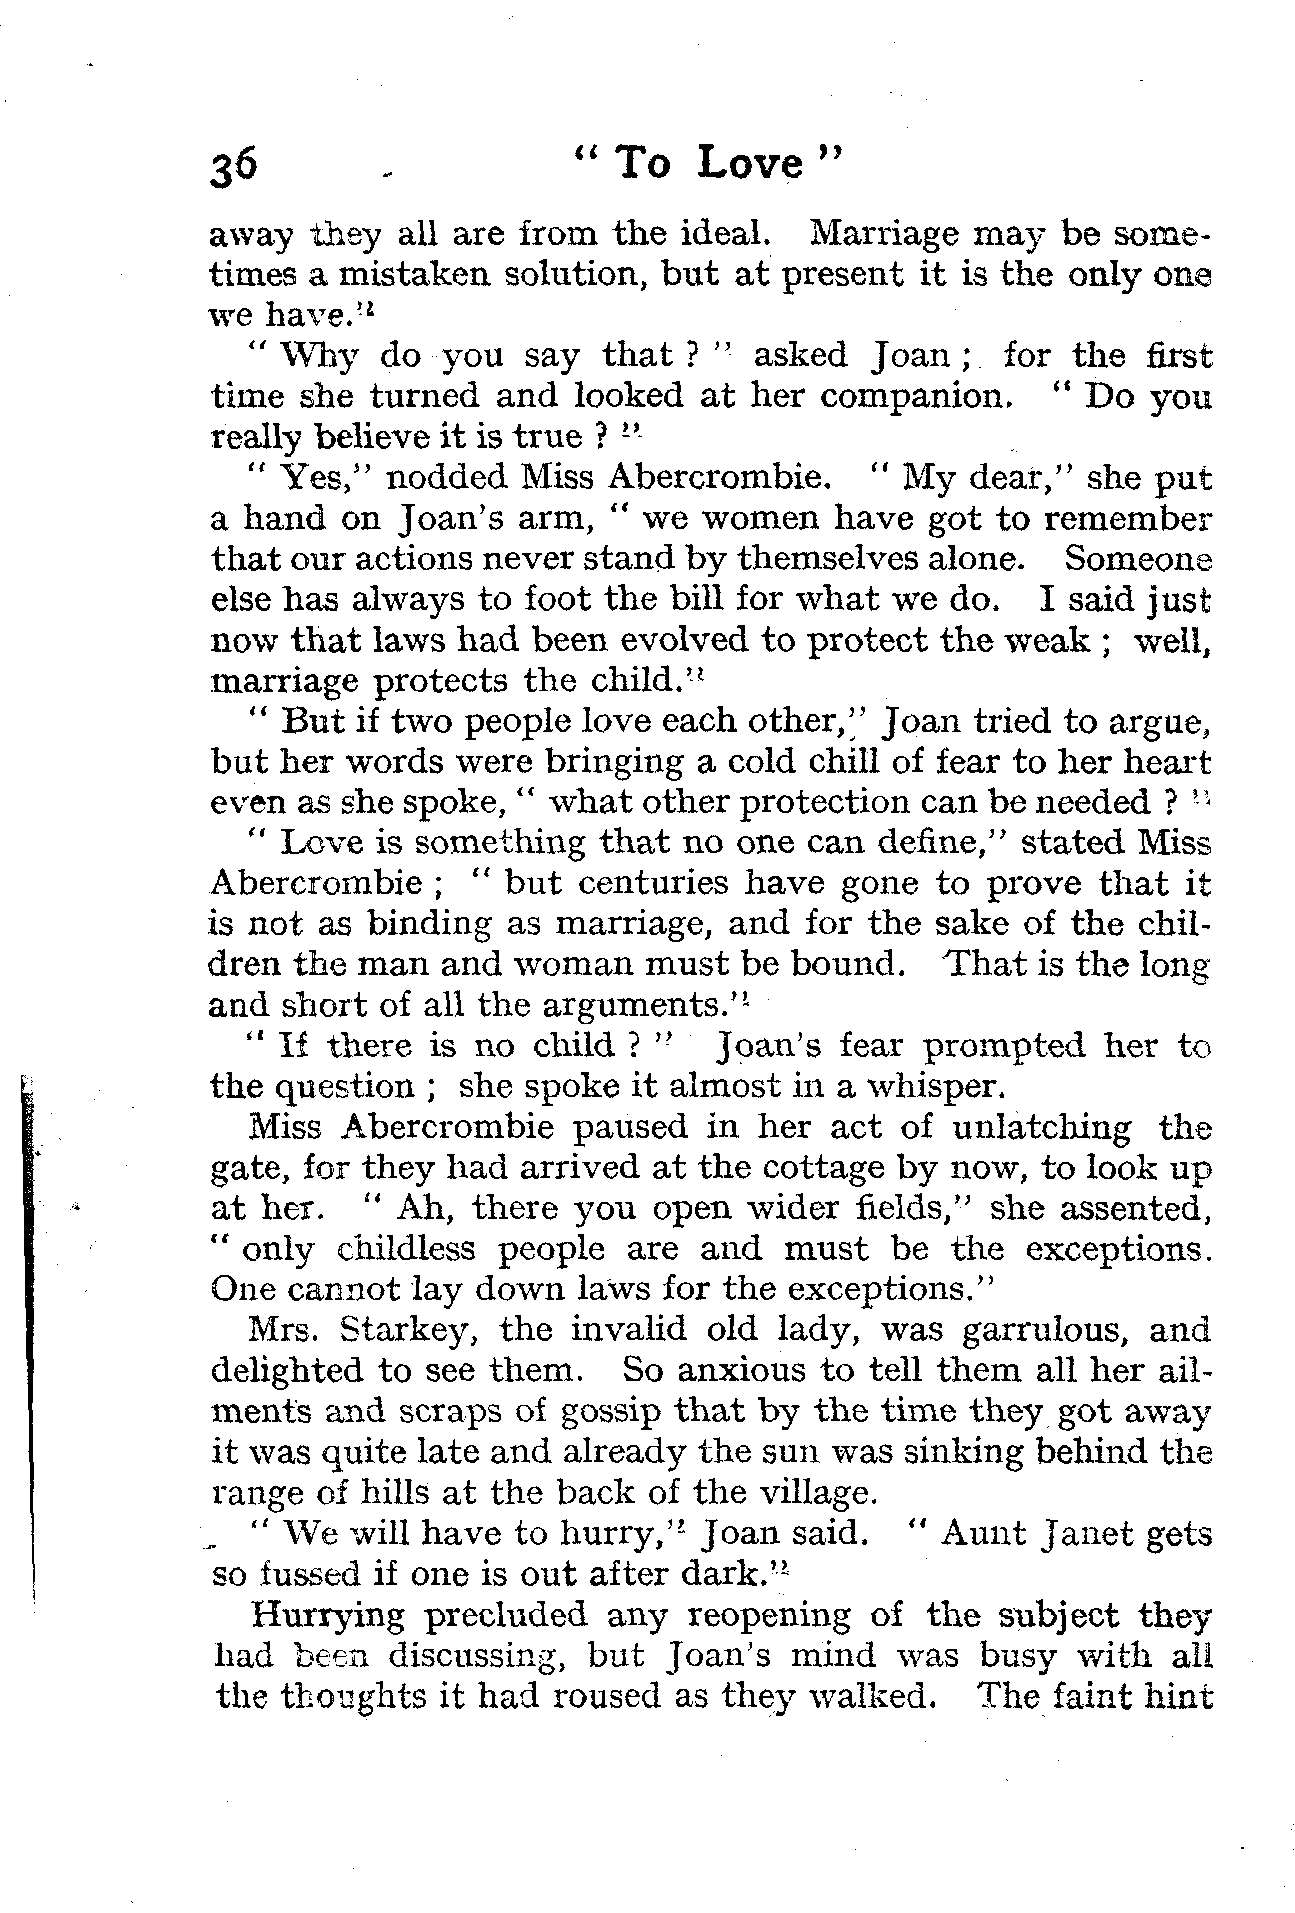 36 “ To Love ”
away they all are from the ideal. Marriage may be some-
times a mistaken solution, but at present it is the only one
we have.”
“ Why do you say that ? ” asked Joan ; for the first
time she turned and looked at her companion. “ Do you
really believe it is true ? ”
“ Yes,” nodded Miss Abercrombie. “ My dear,” she put
a hand on Joan’s arm, “ we women have got to remember
that our actions never stand by themselves alone. Someone
else has always to foot the bill for what we do. I said just
now that laws had been evolved to protect the weak ; well,
marriage protects the child.”
“ But if two people love each other,” Joan tried to argue,
but her words were bringing a cold chill of fear to her heart
even as she spoke, “ what other protection can be needed ? ”
“ Love is something that no one can define,” stated Miss
Abercrombie ; “ but centuries have gone to prove that it
is not as binding as marriage, and for the sake of the chil-
dren the man and woman must be bound. That is the long
and short of all the arguments.”
“ If there is no child ? ” Joan’s fear prompted her to
the question ; she spoke it almost in a whisper.
Miss Abercrombie paused in her act of unlatching the
gate, for they had arrived at the cottage by now, to look up
at her. “ Ah, there you open wider fields,” she assented,
“ only childless people are and must be the exceptions.
One cannot lay down laws for the exceptions.”
Mrs. Starkey, the invalid old lady, was garrulous, and
delighted to see them. So anxious to tell them all her ail-
ments and scraps of gossip that by the time they got away
it was quite late and already the sun was sinking behind the
range of hills at the back of the village.
“ We will have to hurry,” Joan said. “ Aunt Janet gets
so fussed if one is out after dark.”
Hurrying precluded any reopening of the subject they
had been discussing, but Joan’s mind was busy with all
the thoughts it had roused as they walked. The faint hint